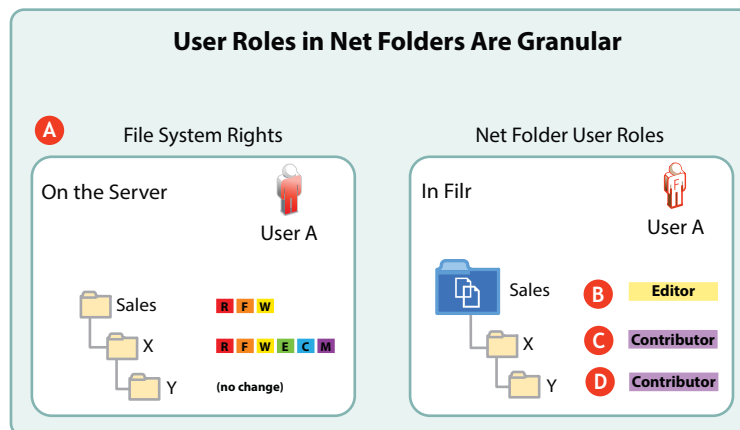 User Roles in Net Folders Are Granular
A
File System Rights
Net Folder User Roles
On the Server
User A
In Filr
F
User A
Sales
R F W
X
R F W E C M
Y
(no change)
Sales
B
Editor
X
C
Contributor
Y
D
Contributor